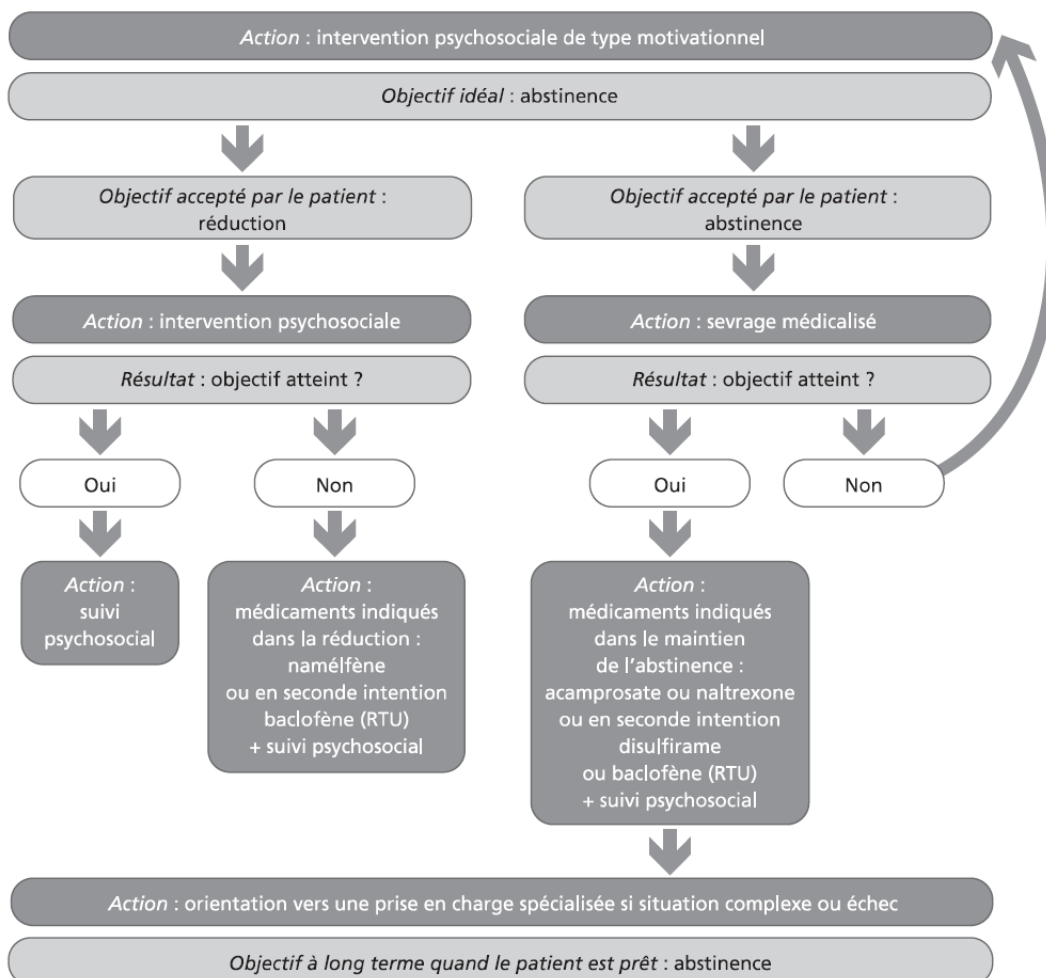 Action : intervention psychosociale de type motivationnel
Objectif idéal : abstinence
Objectif accepté par le patient :
réduction
Objectif accepté par le patient :
abstinence
Action : intervention psychosociale
Action : sevrage médicalisé
Résultat : objectif atteint ?
Résultat : objectif atteint ?
Oui
Non
Oui
Non
Action :
suivi
psychosocial
Action :
médicaments indiqués
dans la réduction :
namélfène
ou en seconde intention
baclofène (RTU)
+ suivi psychosocial
Action :
médicaments indiqués
dans le maintien
de l'abstinence :
acamprosate ou naltrexone
ou en seconde intention
disulfirame
ou baclofène (RTU)
+ suivi psychosocial
Action : orientation vers une prise en charge spécialisée si situation complexe ou échec
Objectif à long terme quand le patient est prêt : abstinence